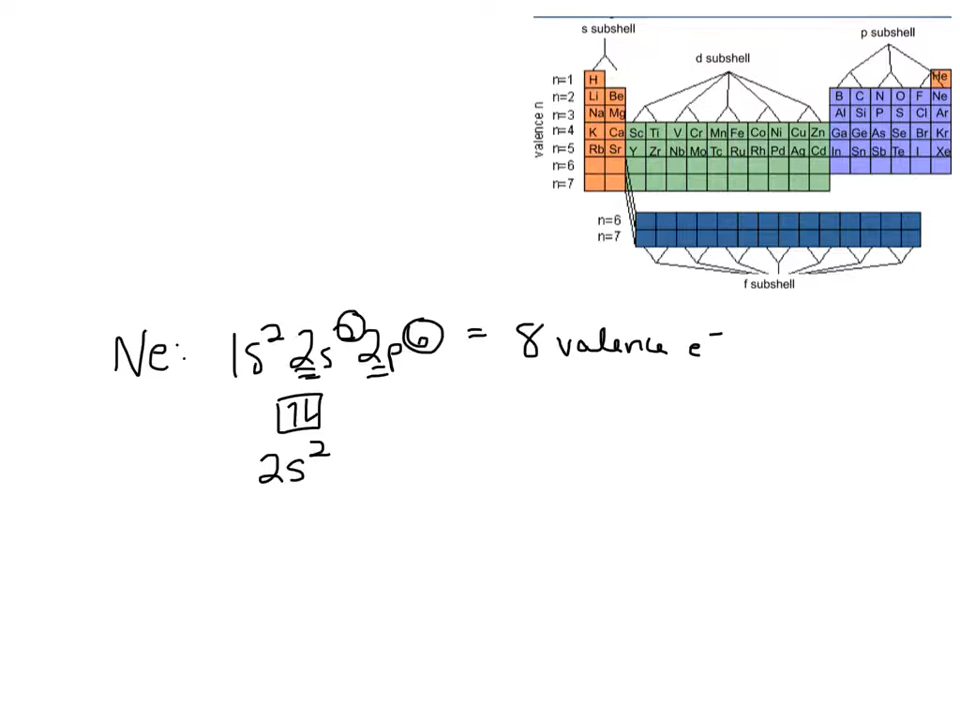 s subshell
p subshell
d subshell
valence n
n=1 H He
n=2 Li Be B C N O F Ne
n=3 Na Mg Al Si P S Cl Ar
n=4 K Ca Sc Ti V Cr Mn Fe Co Ni Cu Zn Ga Ge As Se Br Kr
n=5 Rb Sr Y Zr Nb Mo Tc Ru Rh Pd Ag Cd In Sn Sb Te I Xe
n=6
n=7
n=6
n=7
f subshell
Ne: 1s² 2s² 2p⁶ = 8 valence e⁻
↿⇂
2s²